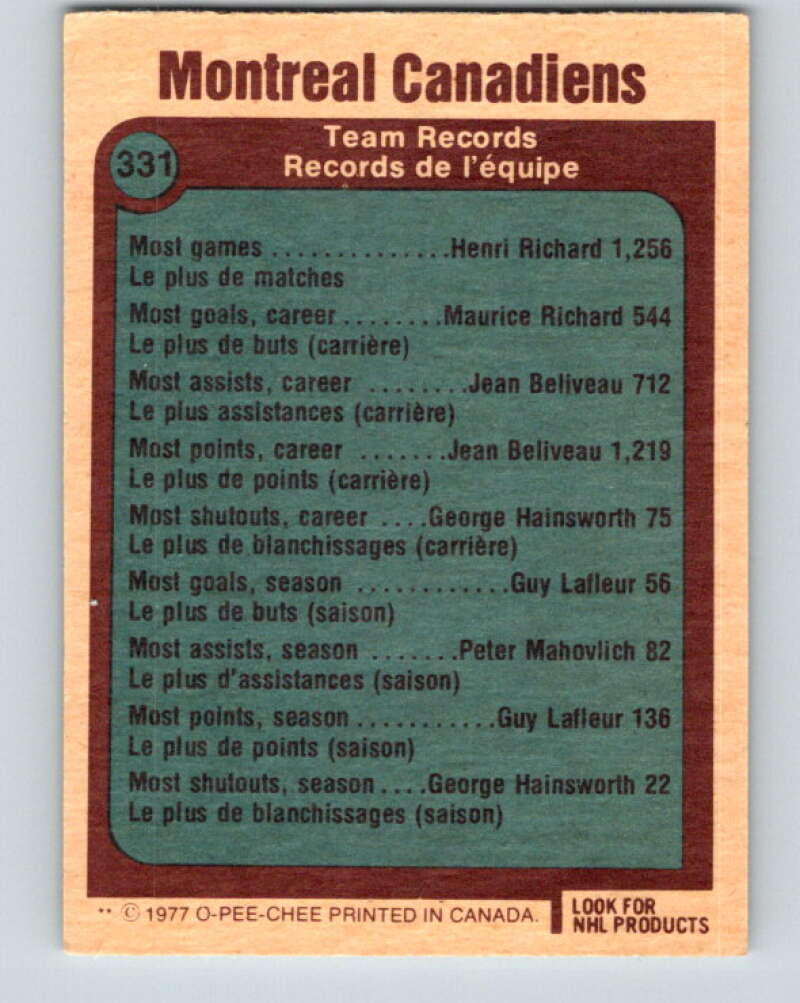 Montreal Canadiens
331
Team Records
Records de l'équipe
Most games ..............Henri Richard 1,256
Le plus de matches
Most goals, career ........Maurice Richard 544
Le plus de buts (carrière)
Most assists, career ........Jean Beliveau 712
Le plus assistances (carrière)
Most points, career .......Jean Beliveau 1,219
Le plus de points (carrière)
Most shutouts, career ....George Hainsworth 75
Le plus de blanchissages (carrière)
Most goals, season ............Guy Lafleur 56
Le plus de buts (saison)
Most assists, season .......Peter Mahovlich 82
Le plus d'assistances (saison)
Most points, season ...........Guy Lafleur 136
Le plus de points (saison)
Most shutouts, season ....George Hainsworth 22
Le plus de blanchissages (saison)
** © 1977 O-PEE-CHEE PRINTED IN CANADA.
LOOK FOR
NHL PRODUCTS